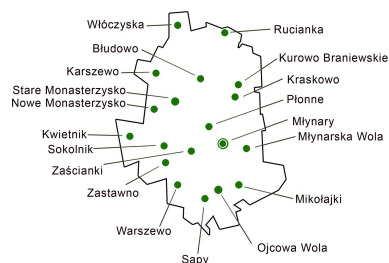 Włóczyska
Rucianka
Błudowo
Kurowo Braniewskie
Karszewo
Kraskowo
Stare Monasterzysko
Nowe Monasterzysko
Płonne
Młynary
Kwietnik
Młynarska Wola
Sokolnik
Zaścianki
Zastawno
Mikołajki
Warszewo
Ojcowa Wola
Sapy